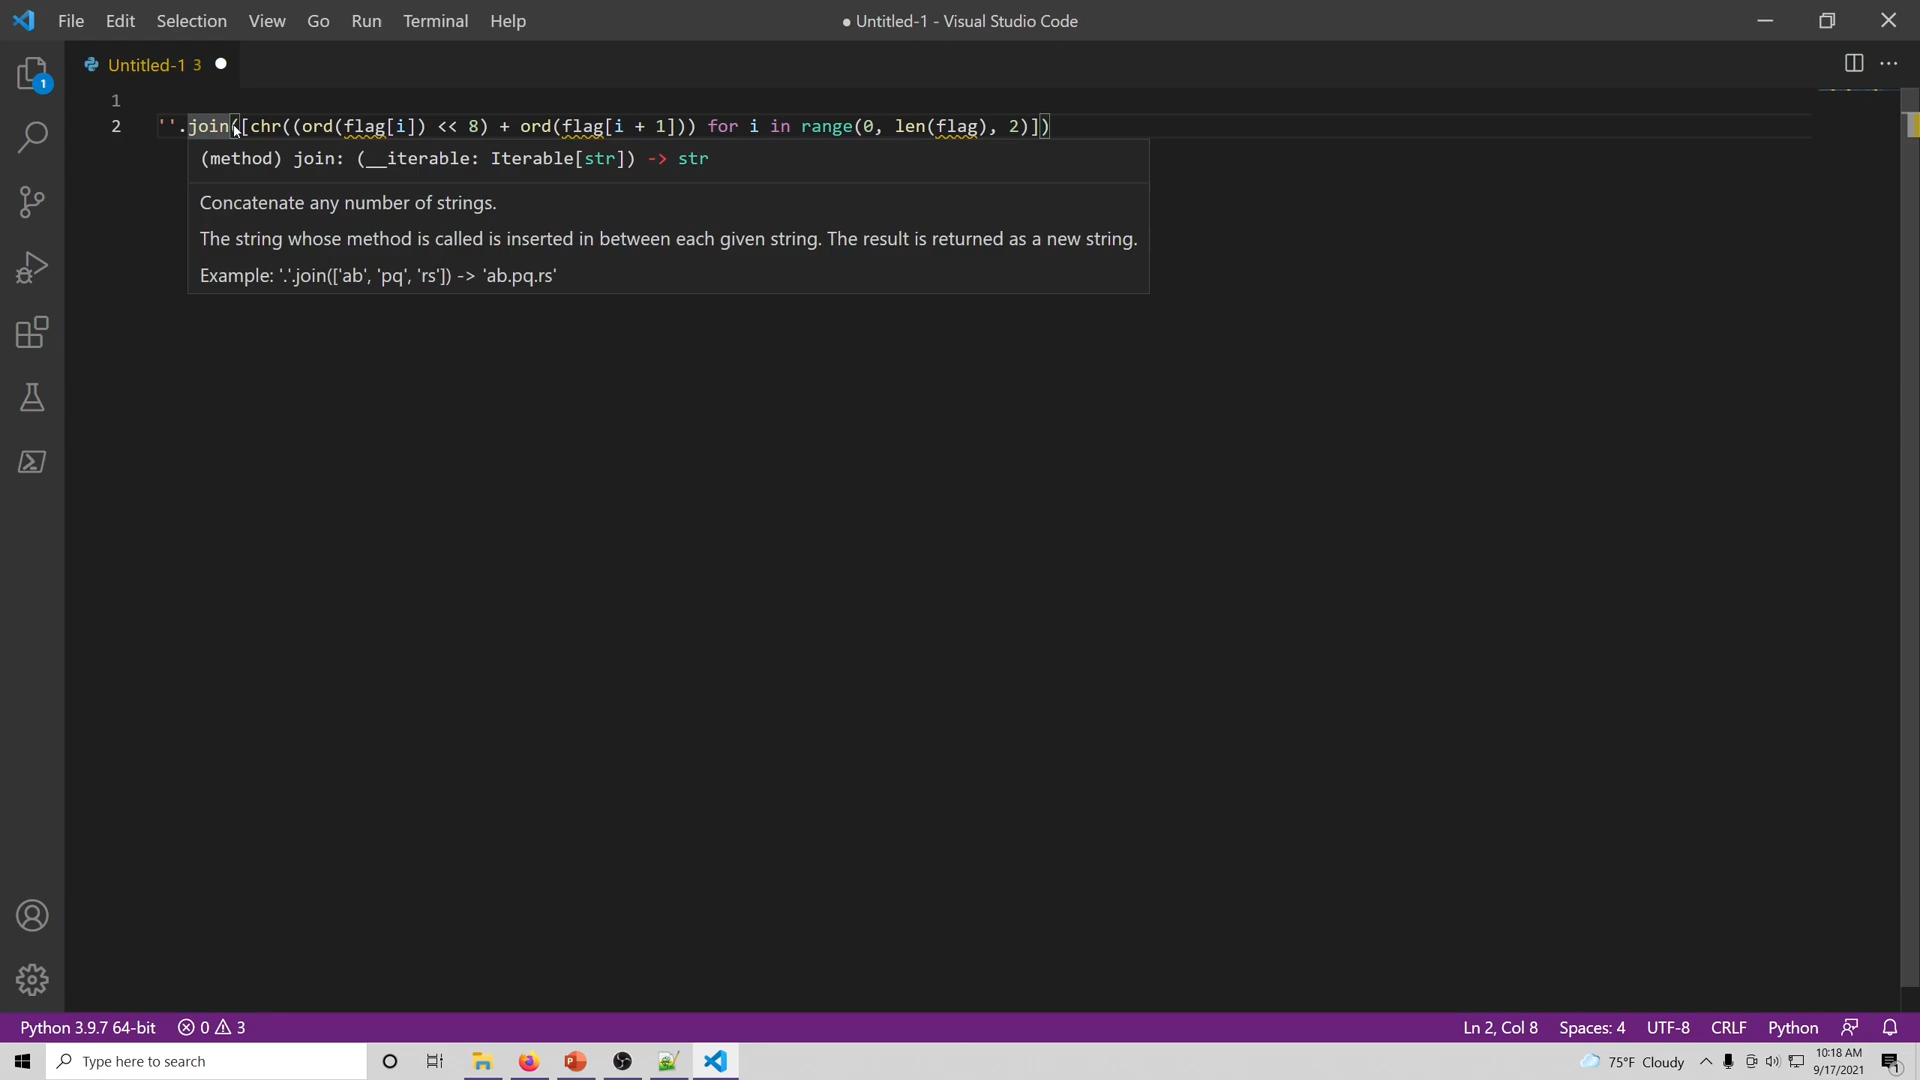 File Edit Selection View Go Run Terminal Help
● Untitled-1 - Visual Studio Code
1
Untitled-1 3
1
2 ''.join([chr((ord(flag[i]) << 8) + ord(flag[i + 1])) for i in range(0, len(flag), 2)])
(method) join: (__iterable: Iterable[str]) -> str
Concatenate any number of strings.
The string whose method is called is inserted in between each given string. The result is returned as a new string.
Example: '.'.join(['ab', 'pq', 'rs']) -> 'ab.pq.rs'
Python 3.9.7 64-bit 0 3
Ln 2, Col 8 Spaces: 4 UTF-8 CRLF Python
Type here to search
75°F Cloudy
10:18 AM
9/17/2021
1